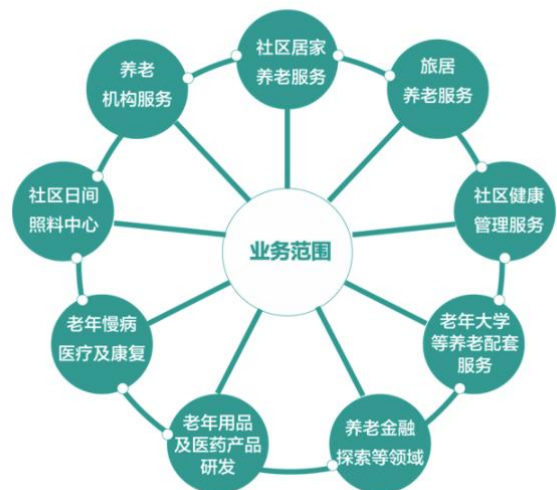 社区居家
养老服务
旅居
养老服务
社区健康
管理服务
老年大学
等养老配套
服务
养老金融
探索等领域
老年用品
及医药产品
研发
老年慢病
医疗及康复
社区日间
照料中心
养老
机构服务
业务范围